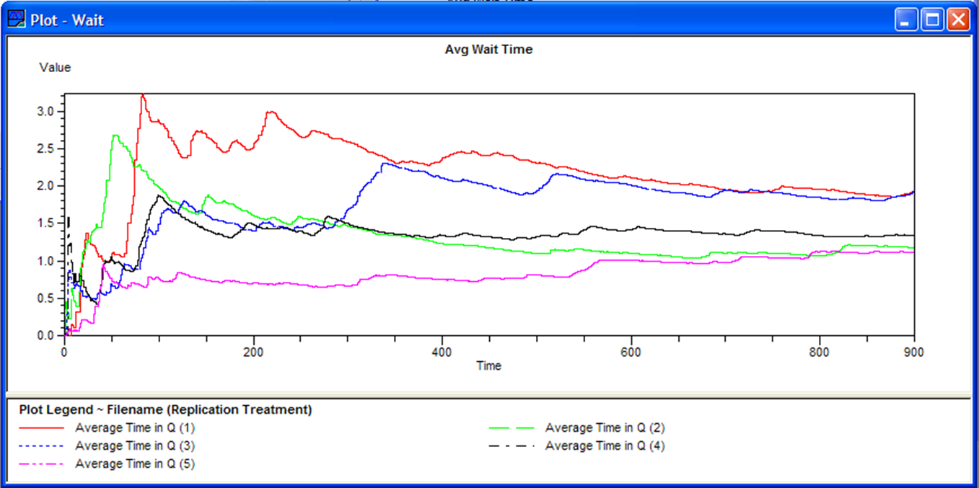 Plot - Wait
Avg Wait Time
Value
3.0
2.5
2.0
1.5
1.0
0.5
0.0
0 200 400 600 800 900
Time
Plot Legend ~ Filename (Replication Treatment)
Average Time in Q (1) Average Time in Q (2)
Average Time in Q (3) Average Time in Q (4)
Average Time in Q (5)